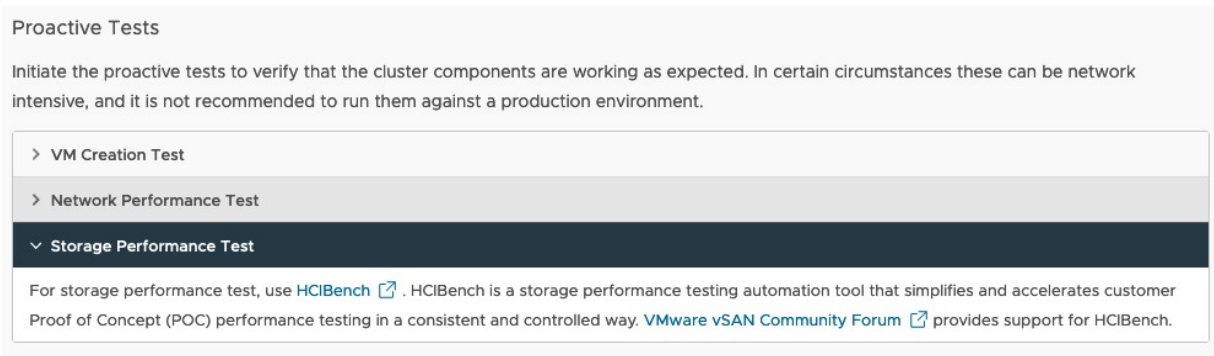 Proactive Tests
Initiate the proactive tests to verify that the cluster components are working as expected. In certain circumstances these can be network
intensive, and it is not recommended to run them against a production environment.
VM Creation Test
Network Performance Test
Storage Performance Test
For storage performance test, use HCIBench . HCIBench is a storage performance testing automation tool that simplifies and accelerates customer
Proof of Concept (POC) performance testing in a consistent and controlled way. VMware vSAN Community Forum provides support for HCIBench.